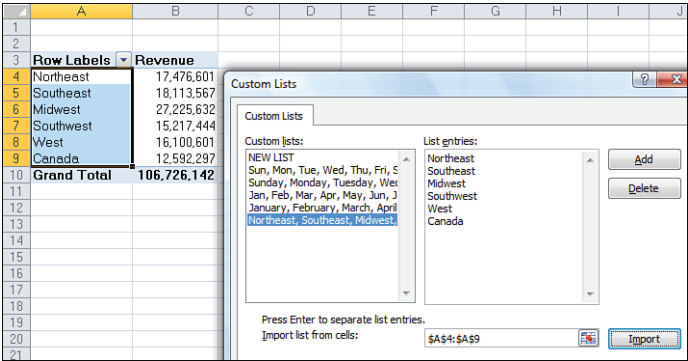 A B C D E F G H I J
1
2
3 Row Labels Revenue
4 Northeast 17,476,601
5 Southeast 18,113,567
6 Midwest 27,225,632
7 Southwest 15,217,444
8 West 16,100,601
9 Canada 12,592,297
10 Grand Total 106,726,142
11
12
13
14
15
16
17
18
19
20
21
Custom Lists
Custom Lists
Custom lists:
NEW LIST
Sun, Mon, Tue, Wed, Thu, Fri, S
Sunday, Monday, Tuesday, Wed
Jan, Feb, Mar, Apr, May, Jun, J
January, February, March, April
Northeast, Southeast, Midwest,
List entries:
Northeast
Southeast
Midwest
Southwest
West
Canada
Add
Delete
Press Enter to separate list entries.
Import list from cells:
$A$4:$A$9
Import